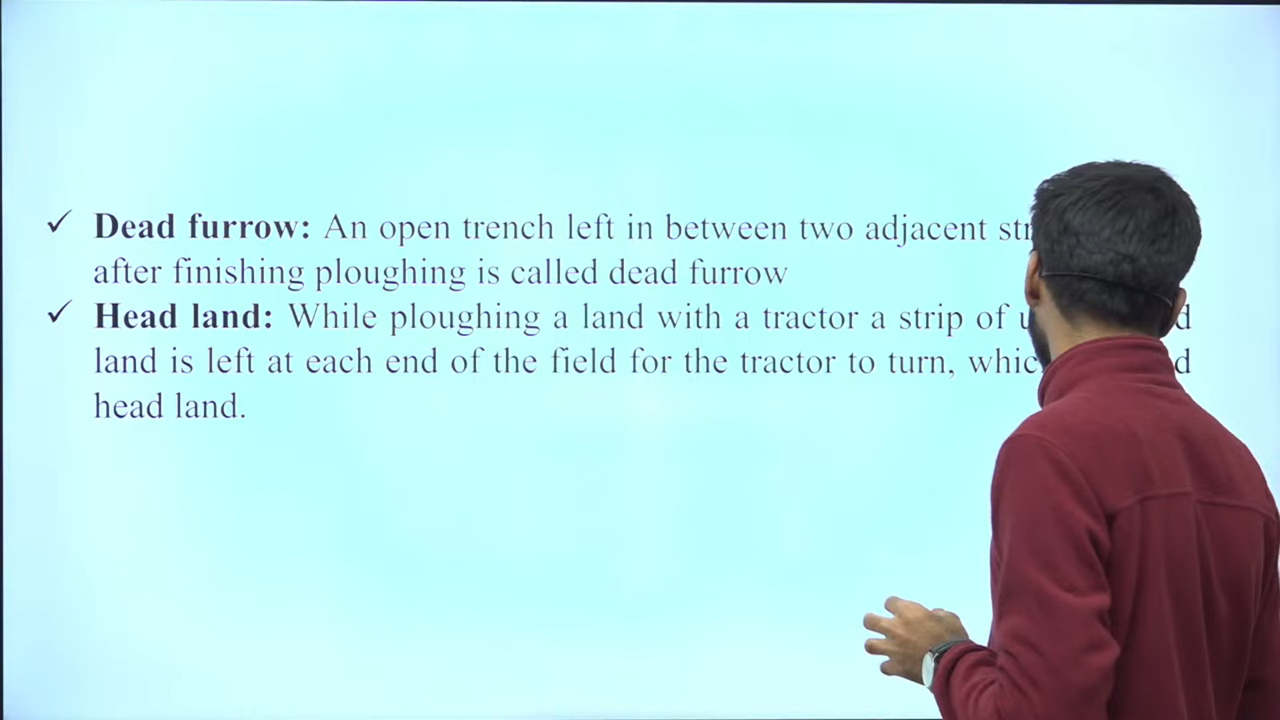 ✓ Dead furrow: An open trench left in between two adjacent
after finishing ploughing is called dead furrow
✓ Head land: While ploughing a land with a tractor a strip of
land is left at each end of the field for the tractor to turn,
head land.